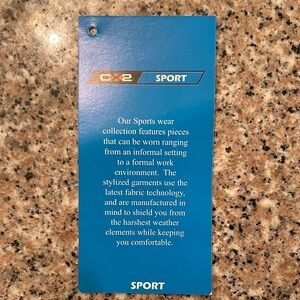 CX2 SPORT
Our Sports wear
collection features pieces
that can be worn ranging
from an informal setting
to a formal work
environment. The
stylized garments use the
latest fabric technology,
and are manufactured in
mind to shield you from
the harshest weather
elements while keeping
you comfortable.
SPORT